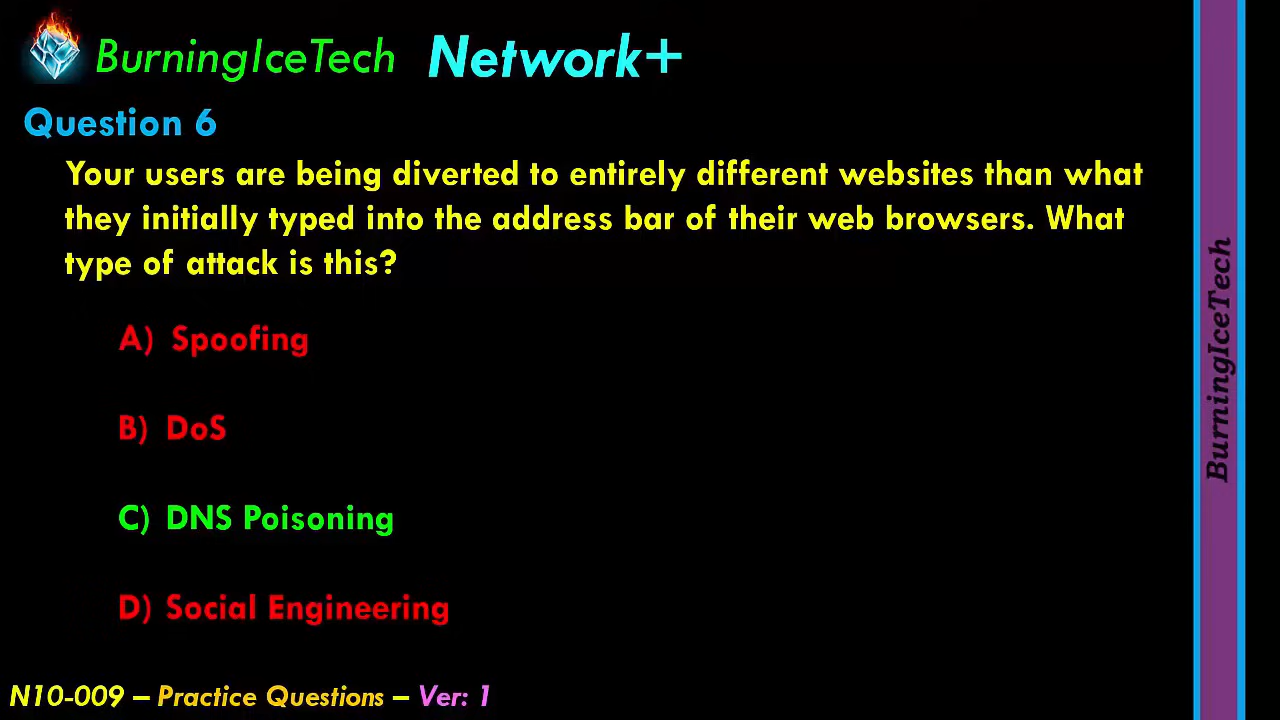 BurningIceTech Network+
Question 6
Your users are being diverted to entirely different websites than what
they initially typed into the address bar of their web browsers. What
type of attack is this?
A) Spoofing
B) DoS
C) DNS Poisoning
D) Social Engineering
N10-009 – Practice Questions – Ver: 1
BurningIceTech